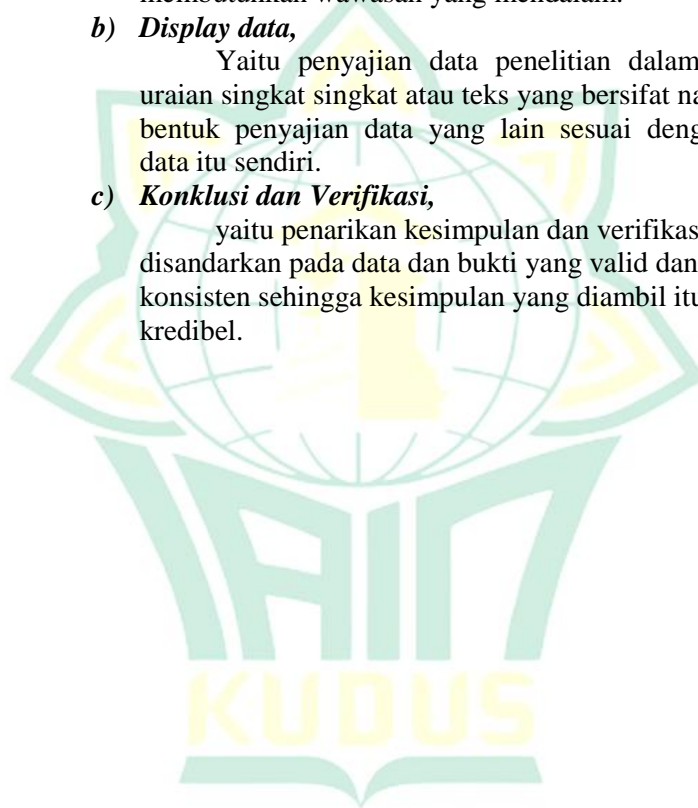 membutuhkan wawasan yang mendalam.
b) Display data,
Yaitu penyajian data penelitian dalam
uraian singkat singkat atau teks yang bersifat na
bentuk penyajian data yang lain sesuai deng
data itu sendiri.
c) Konklusi dan Verifikasi,
yaitu penarikan kesimpulan dan verifikas
disandarkan pada data dan bukti yang valid dan
konsisten sehingga kesimpulan yang diambil itu
kredibel.
IAIN
KUDUS